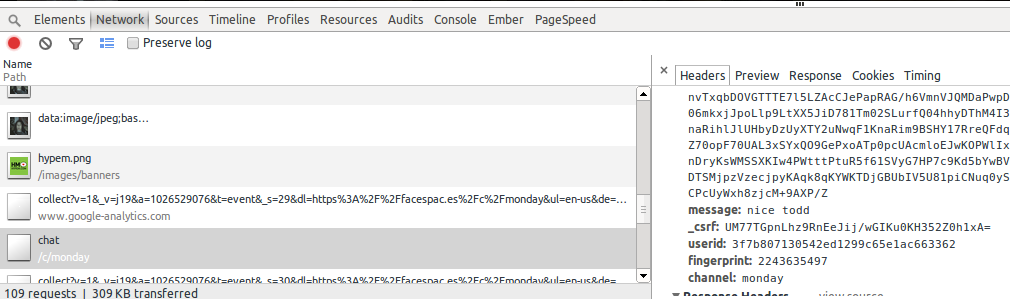 Elements Network Sources Timeline Profiles Resources Audits Console Ember PageSpeed
Preserve log
Name
Path
data:image/jpeg;bas…
hypem.png
/images/banners
collect?v=1&_v=j19&a=1026529076&t=event&_s=29&dl=https%3A%2F%2Ffacespac.es%2Fc%2Fmonday&ul=en-us&de=…
www.google-analytics.com
chat
/c/monday
collect?v=1&_v=j19&a=1026529076&t=event&_s=30&dl=https%3A%2F%2Ffacespac.es%2Fc%2Fmonday&ul=en-us&de=…
109 requests | 309 KB transferred
× Headers Preview Response Cookies Timing
nvTxqbDOVGTTTE7l5LZAcCJePapRAG/h6VmnVJQMDaPwpD
06mkxjJpoLlp9LtXX5JiD781Tm02SLurfQ04hhyDThM4I3
naRihlJlUHbyDzUyXTY2uNwqF1KnaRim9BSHY17RreQFdq
Z70opF70UAL3xSYxQO9GePxoATp0pcUAcmloEJwKOPWlIx
nDryKsWMSSXKIw4PWtttPtuR5f61SVyG7HP7c9Kd5bYwBV
DTSMjpzVzecjpyKAqk8qKYWKTDjGBUbIV5U81piCNuq0yS
CPcUyWxh8zjcM+9AXP/Z
message: nice todd
_csrf: UM77TGpnLhz9RnEeJij/wGIKu0KH352Z0h1xA=
userid: 3f7b807130542ed1299c65e1ac663362
fingerprint: 2243635497
channel: monday
Response Headers view source